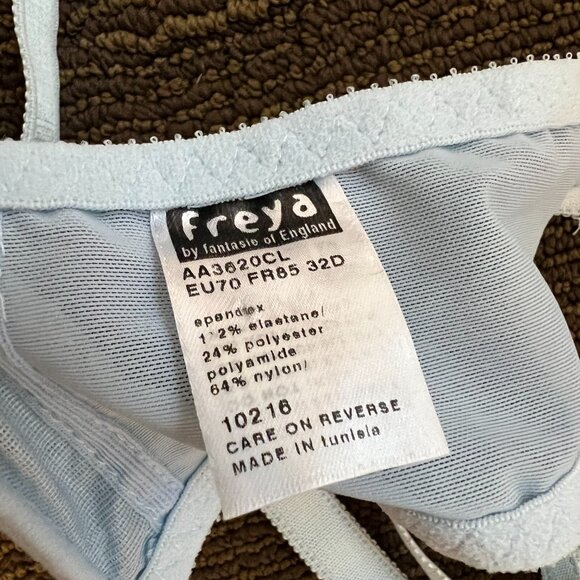 freya
by fantasie of England
AA3620CL
EU70 FR85 32D
spandex
12% elastane/
24% polyester
polyamide
64% nylon/
10216
CARE ON REVERSE
MADE IN tunisia